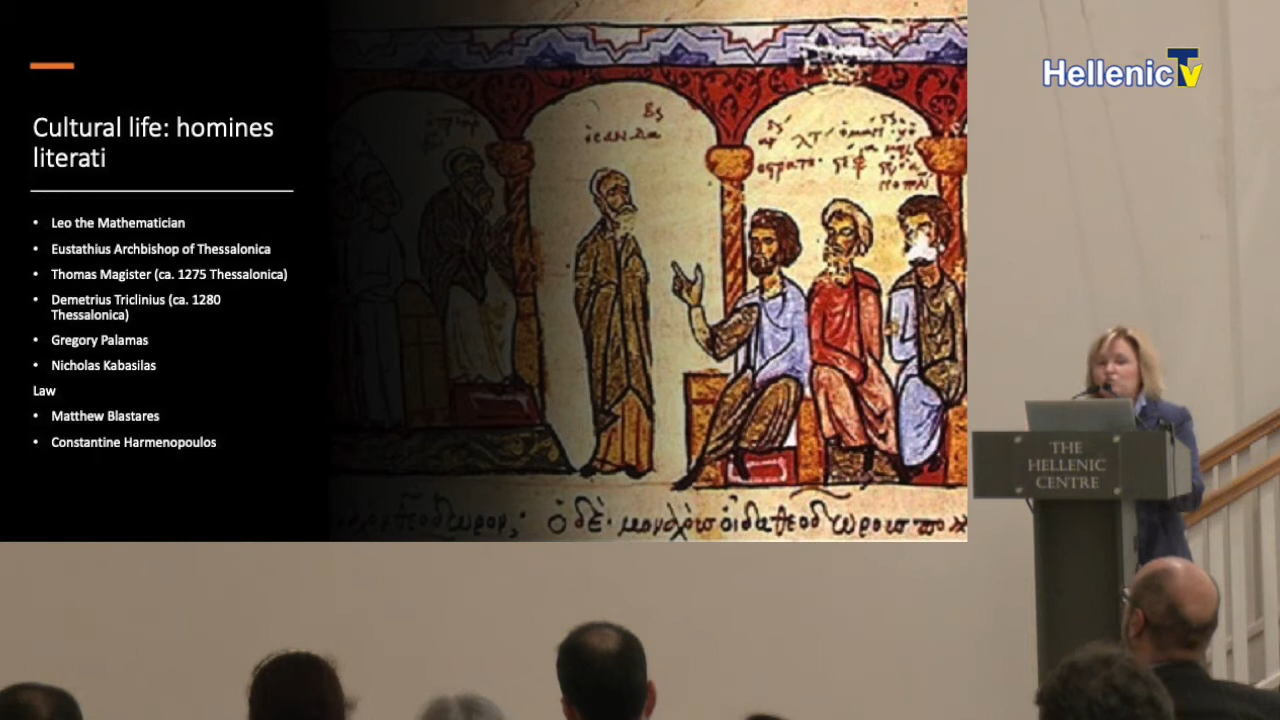 Cultural life: homines
literati
• Leo the Mathematician
• Eustathius Archbishop of Thessalonica
• Thomas Magister (ca. 1275 Thessalonica)
• Demetrius Triclinius (ca. 1280
Thessalonica)
• Gregory Palamas
• Nicholas Kabasilas
Law
• Matthew Blastares
• Constantine Harmenopoulos
HellenicTv
THE
HELLENIC
CENTRE